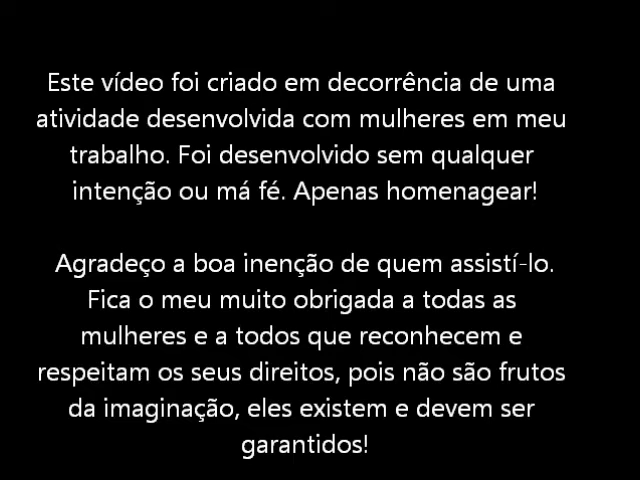 Este vídeo foi criado em decorrência de uma
atividade desenvolvida com mulheres em meu
trabalho. Foi desenvolvido sem qualquer
intenção ou má fé. Apenas homenagear!
Agradeço a boa inenção de quem assistí-lo.
Fica o meu muito obrigada a todas as
mulheres e a todos que reconhecem e
respeitam os seus direitos, pois não são frutos
da imaginação, eles existem e devem ser
garantidos!